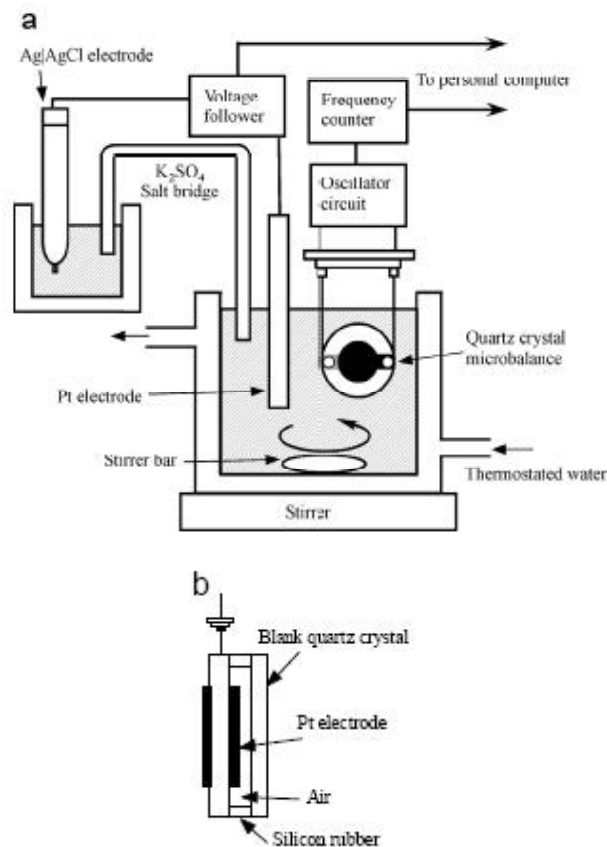 a
Ag|AgCl electrode
Voltage
follower
To personal computer
Frequency
counter
K2SO4
Salt bridge
Oscillator
circuit
Quartz crystal
microbalance
Pt electrode
Stirrer bar
Thermostated water
Stirrer
b
Blank quartz crystal
Pt electrode
Air
Silicon rubber